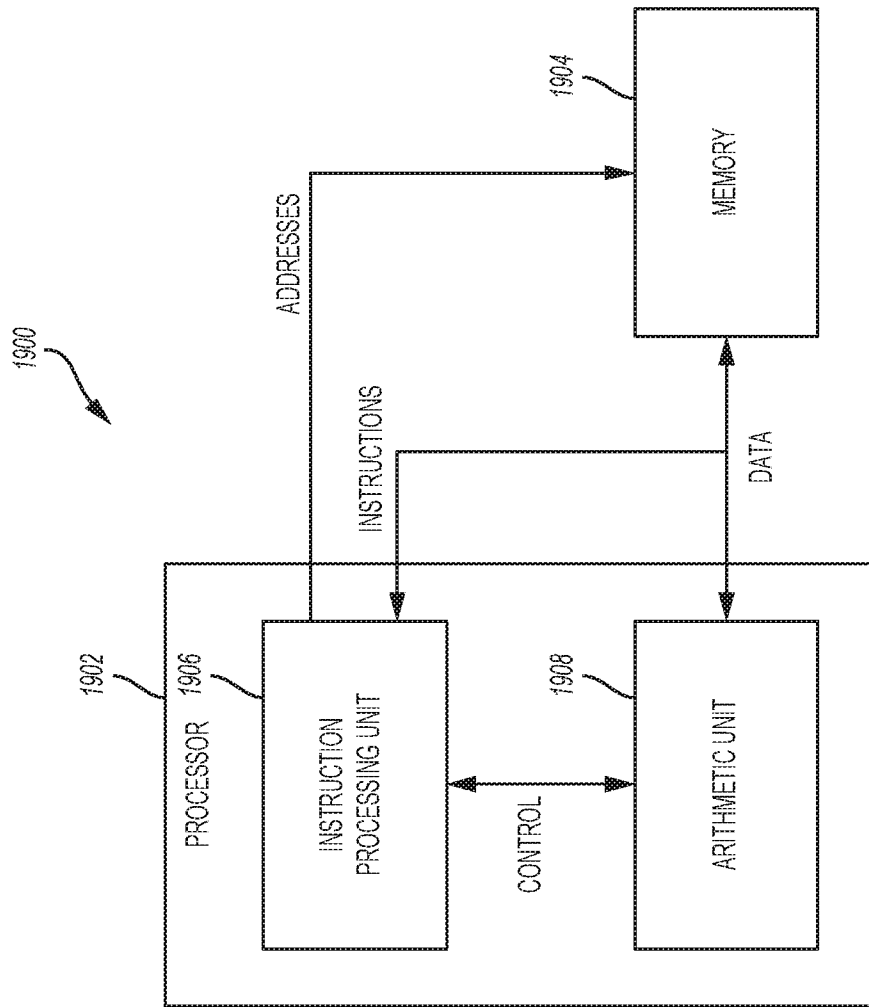 1900
1902
PROCESSOR
1906
INSTRUCTION
PROCESSING UNIT
CONTROL
1908
ARITHMETIC UNIT
ADDRESSES
INSTRUCTIONS
DATA
1904
MEMORY